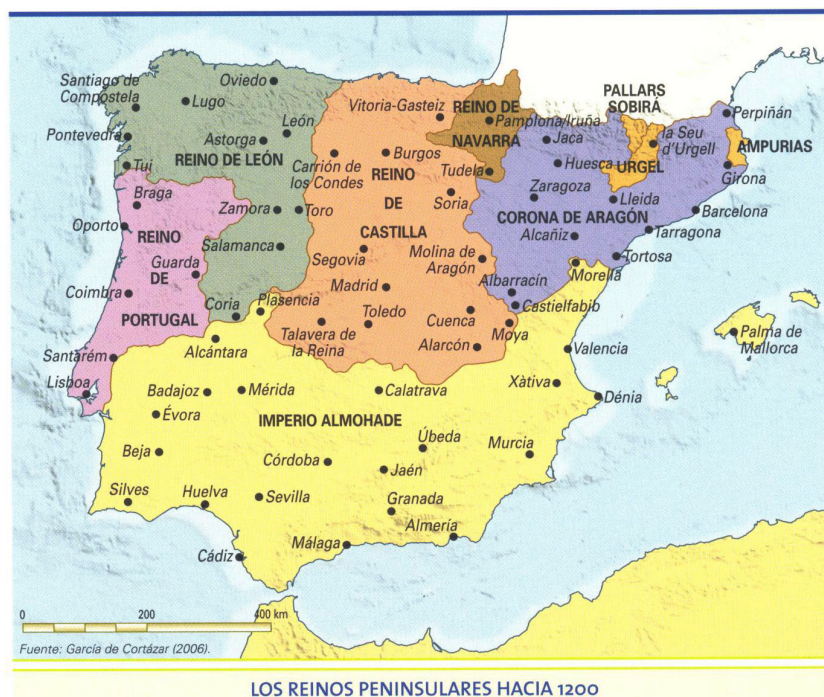 Santiago de
Compostela
Oviedo
Lugo
León
Pontevedra
Astorga
REINO DE LEÓN
Tui
Vitoria-Gasteiz
REINO DE
NAVARRA
Pamplona/Iruña
PALLARS
SOBIRÁ
Perpiñán
Jaca
la Seu
d'Urgell
AMPURIAS
Carrión de
los Condes
Burgos
Tudela
Huesca
URGEL
Girona
REINO
DE
CASTILLA
Soria
Zaragoza
Lleida
Barcelona
CORONA DE ARAGÓN
Braga
Zamora
Toro
Alcañiz
Tarragona
Oporto
REINO
DE
PORTUGAL
Salamanca
Segovia
Molina de
Aragón
Tortosa
Morella
Guarda
Madrid
Albarracín
Coimbra
Coria
Plasencia
Castielfabib
Talavera de
la Reina
Toledo
Cuenca
Moya
Alarcón
Palma de
Mallorca
Santarém
Alcántara
Valencia
Lisboa
Badajoz
Mérida
Calatrava
Xàtiva
Dénia
Évora
IMPERIO ALMOHADE
Beja
Córdoba
Úbeda
Murcia
Jaén
Silves
Huelva
Sevilla
Granada
Almería
Cádiz
Málaga
0
200
400 km
Fuente: García de Cortázar (2006).
LOS REINOS PENINSULARES HACIA 1200